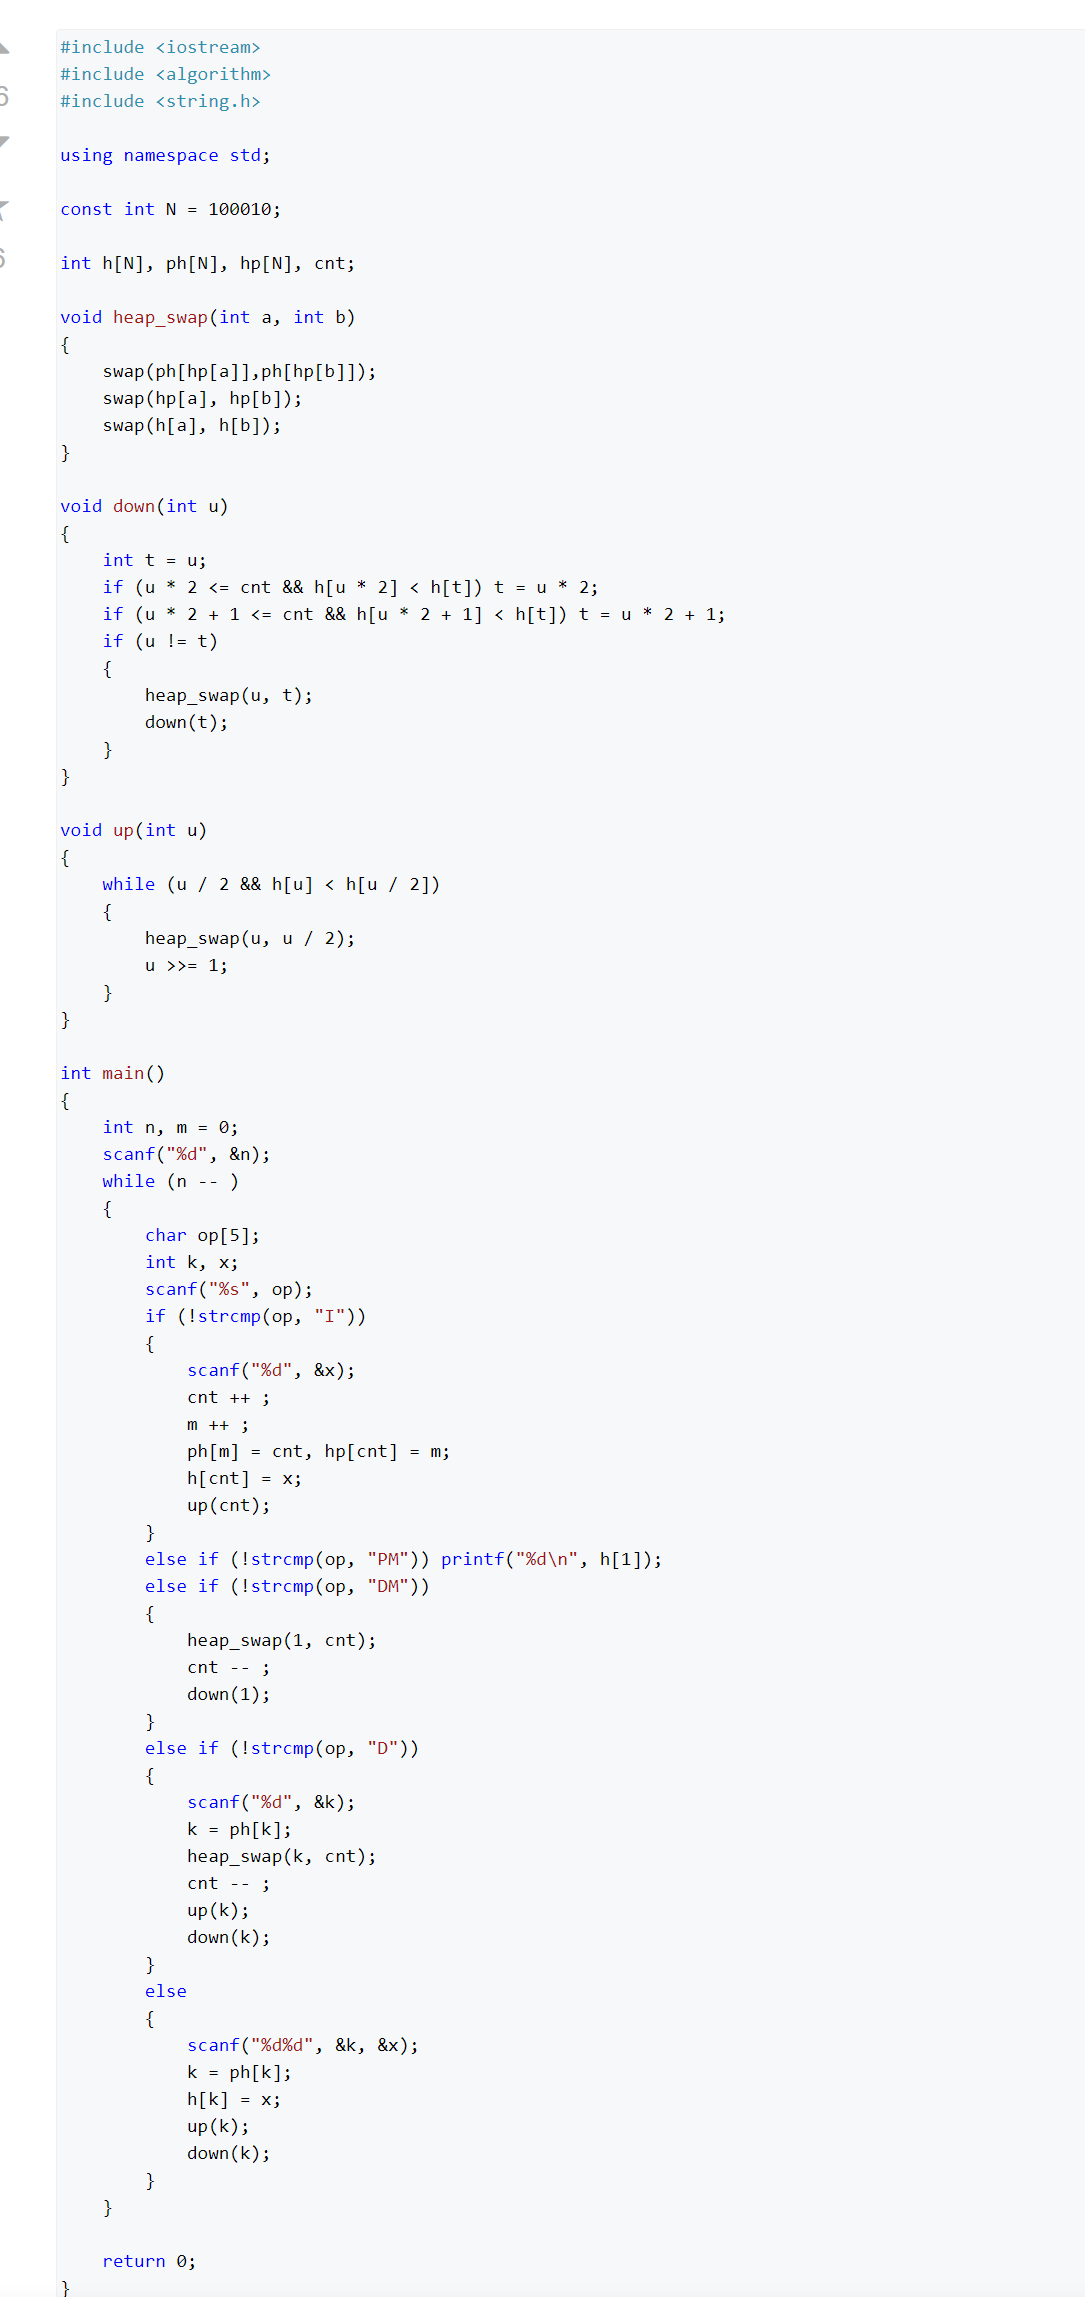 #include <iostream>
#include <algorithm>
#include <string.h>
using namespace std;
const int N = 100010;
int h[N], ph[N], hp[N], cnt;
void heap_swap(int a, int b)
{
    swap(ph[hp[a]],ph[hp[b]]);
    swap(hp[a], hp[b]);
    swap(h[a], h[b]);
}
void down(int u)
{
    int t = u;
    if (u * 2 <= cnt && h[u * 2] < h[t]) t = u * 2;
    if (u * 2 + 1 <= cnt && h[u * 2 + 1] < h[t]) t = u * 2 + 1;
    if (u != t)
    {
        heap_swap(u, t);
        down(t);
    }
}
void up(int u)
{
    while (u / 2 && h[u] < h[u / 2])
    {
        heap_swap(u, u / 2);
        u >>= 1;
    }
}
int main()
{
    int n, m = 0;
    scanf("%d", &n);
    while (n -- )
    {
        char op[5];
        int k, x;
        scanf("%s", op);
        if (!strcmp(op, "I"))
        {
            scanf("%d", &x);
            cnt ++ ;
            m ++ ;
            ph[m] = cnt, hp[cnt] = m;
            h[cnt] = x;
            up(cnt);
        }
        else if (!strcmp(op, "PM")) printf("%d\n", h[1]);
        else if (!strcmp(op, "DM"))
        {
            heap_swap(1, cnt);
            cnt -- ;
            down(1);
        }
        else if (!strcmp(op, "D"))
        {
            scanf("%d", &k);
            k = ph[k];
            heap_swap(k, cnt);
            cnt -- ;
            up(k);
            down(k);
        }
        else
        {
            scanf("%d%d", &k, &x);
            k = ph[k];
            h[k] = x;
            up(k);
            down(k);
        }
    }
    return 0;
}